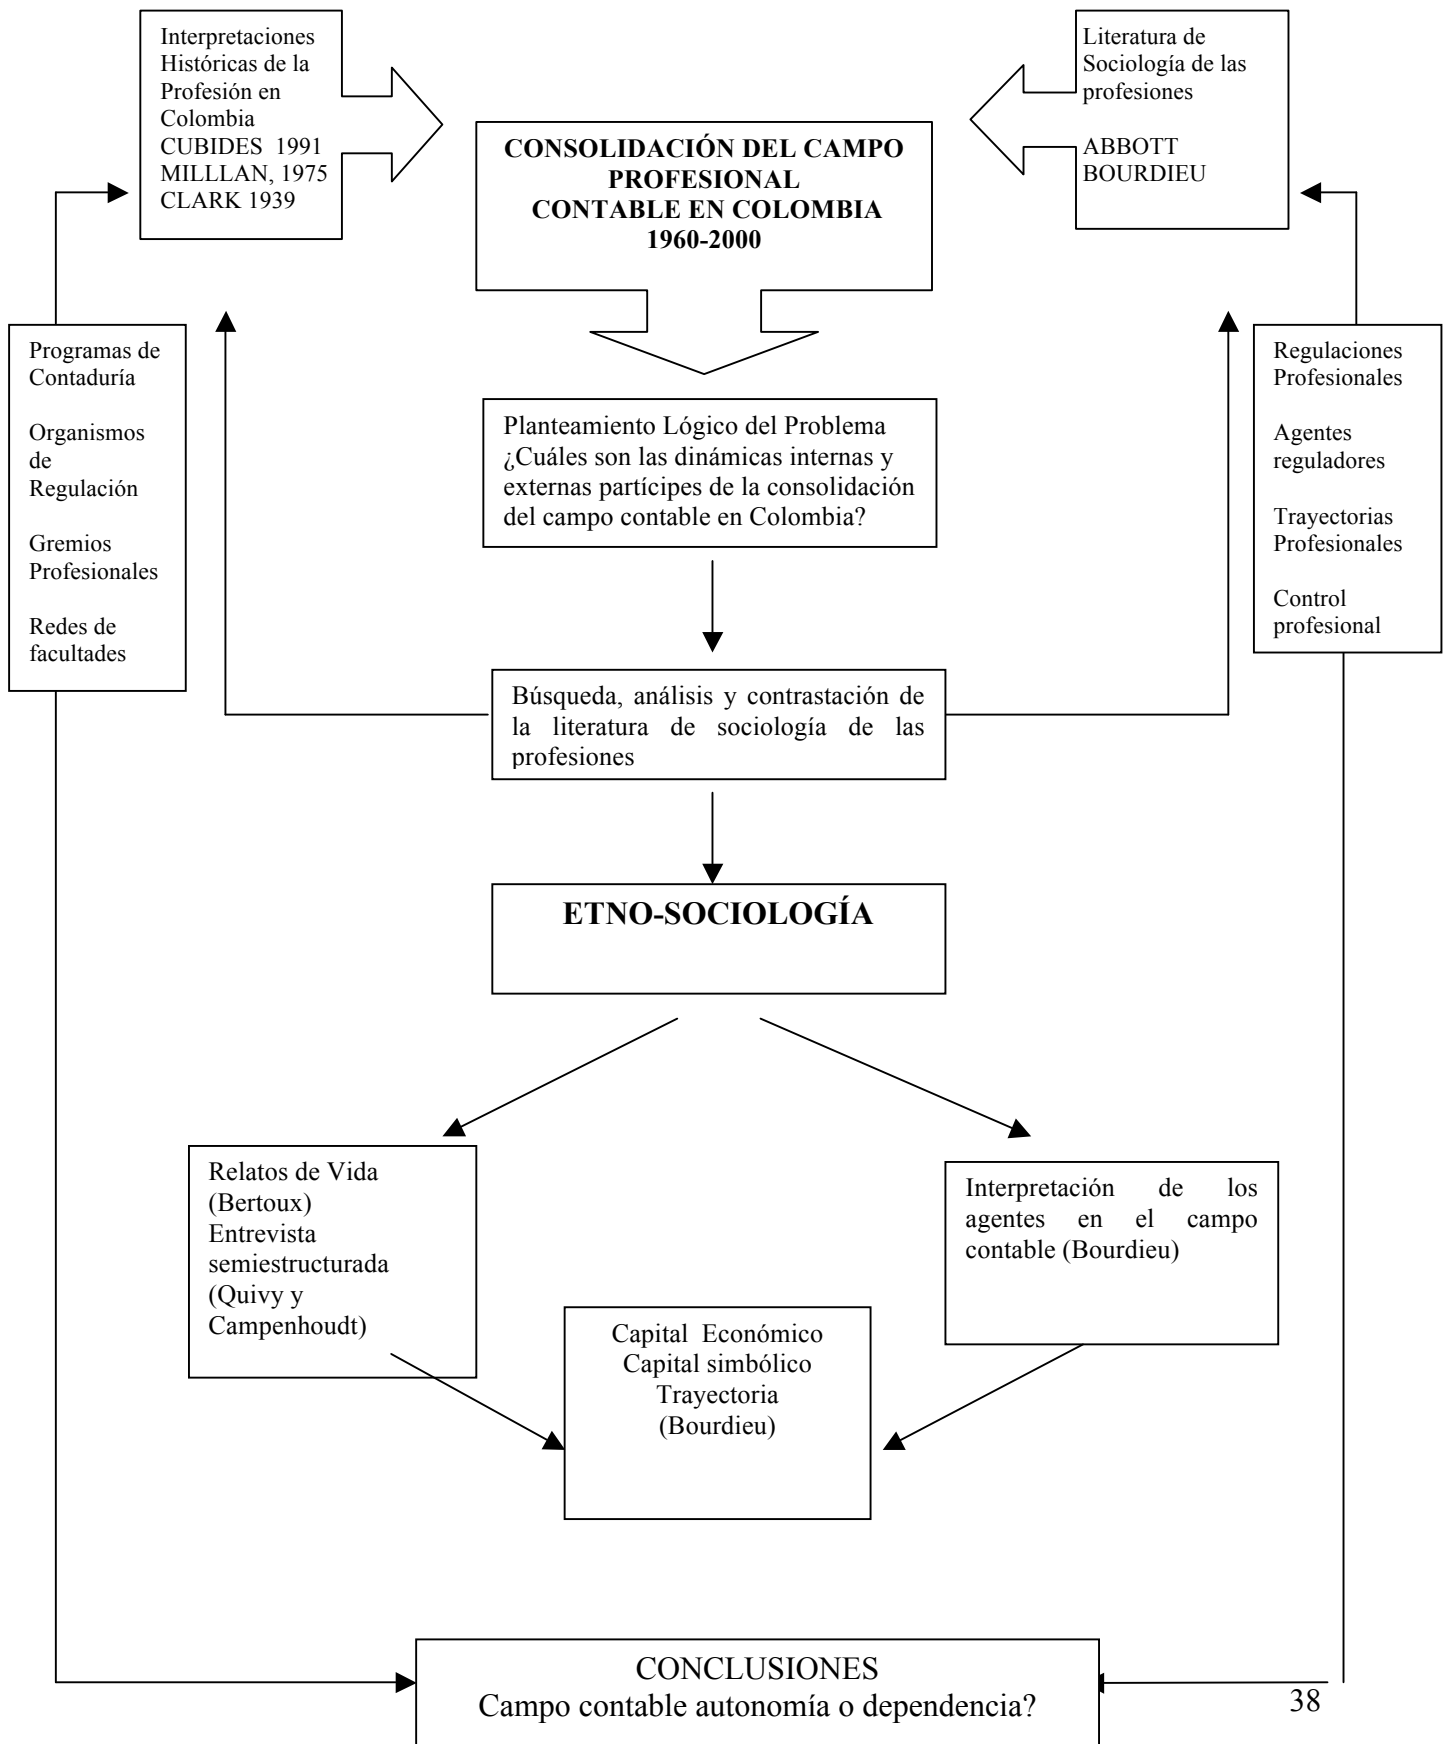 Interpretaciones
Históricas de la
Profesión en
Colombia
CUBIDES  1991
MILLLAN, 1975
CLARK 1939
Literatura de
Sociología de las
profesiones
ABBOTT
BOURDIEU
CONSOLIDACIÓN DEL CAMPO
PROFESIONAL
CONTABLE EN COLOMBIA
1960-2000
Programas de
Contaduría
Organismos
de
Regulación
Gremios
Profesionales
Redes de
facultades
Planteamiento Lógico del Problema
¿Cuáles son las dinámicas internas y
externas partícipes de la consolidación
del campo contable en Colombia?
Regulaciones
Profesionales
Agentes
reguladores
Trayectorias
Profesionales
Control
profesional
Búsqueda, análisis y contrastación de
la literatura de sociología de las
profesiones
ETNO-SOCIOLOGÍA
Relatos de Vida
(Bertoux)
Entrevista
semiestructurada
(Quivy y
Campenhoudt)
Interpretación de los
agentes en el campo
contable (Bourdieu)
Capital  Económico
Capital simbólico
Trayectoria
(Bourdieu)
CONCLUSIONES
Campo contable autonomía o dependencia?
38